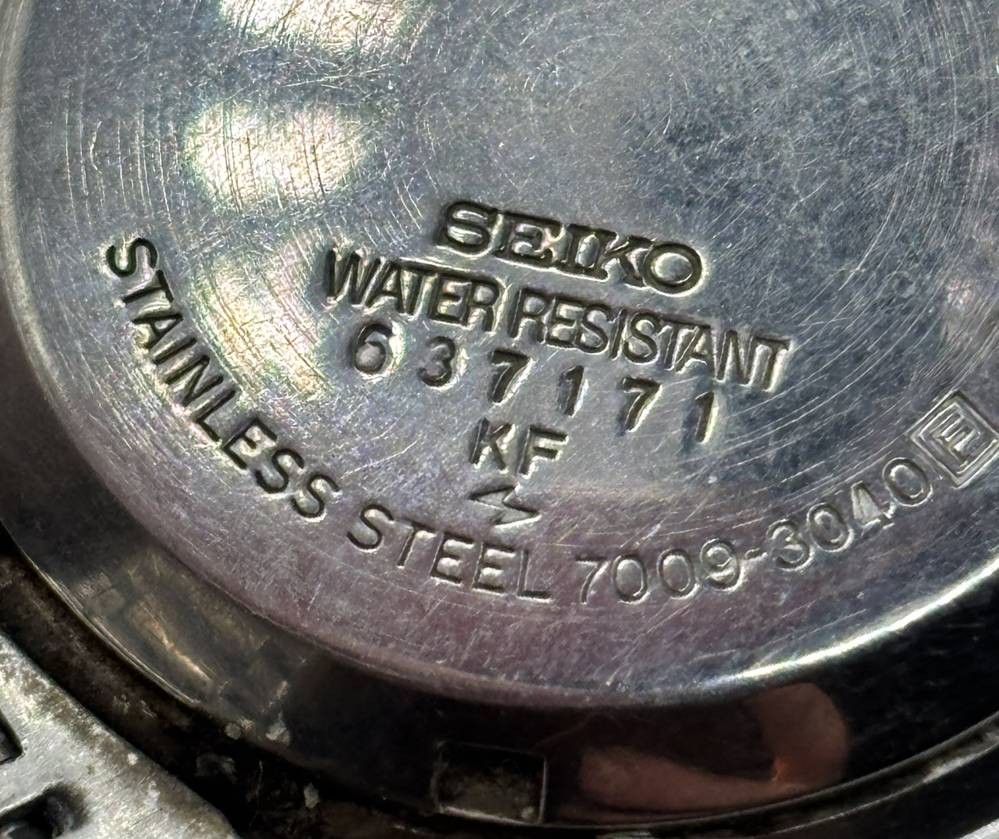 SEIKO
WATER RESISTANT
637171
KF
STAINLESS STEEL 7009-3040 E